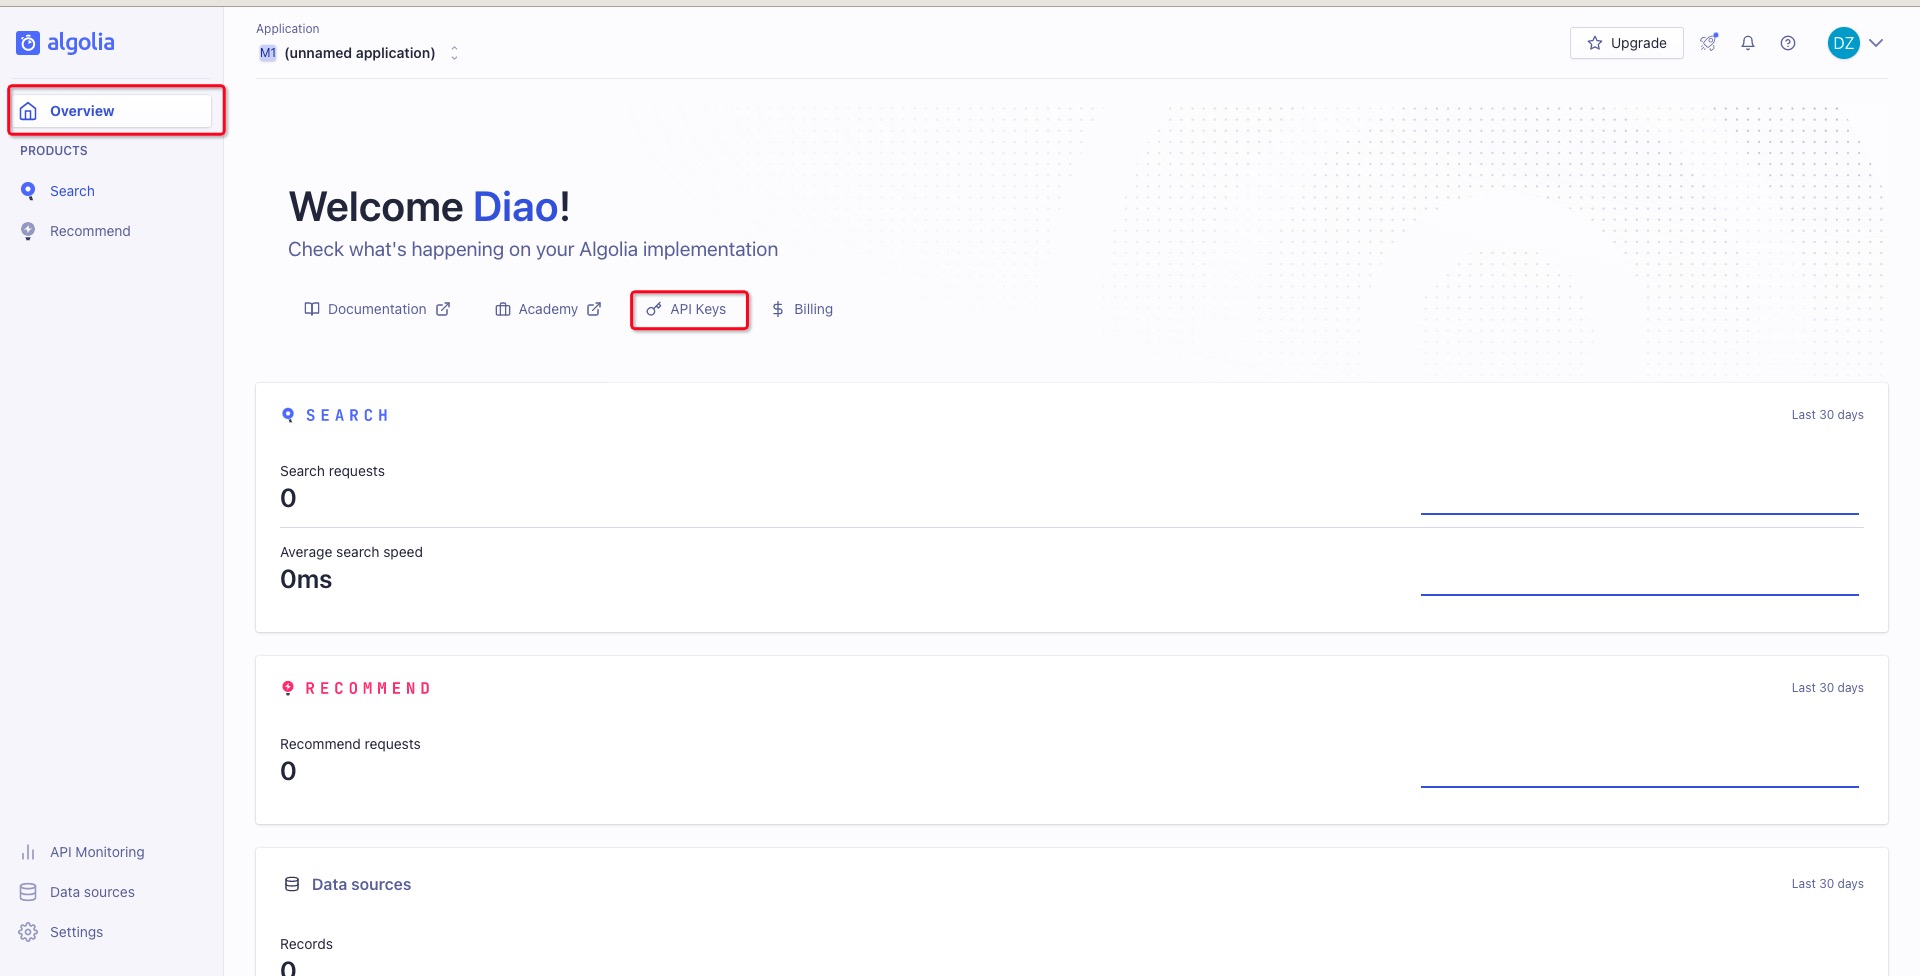 algolia
Application
M1 (unnamed application)
Upgrade
DZ
Overview
PRODUCTS
Search
Recommend
Welcome Diao!
Check what's happening on your Algolia implementation
Documentation
Academy
API Keys
Billing
SEARCH
Last 30 days
Search requests
0
Average search speed
0ms
RECOMMEND
Last 30 days
Recommend requests
0
Data sources
Last 30 days
Records
0
API Monitoring
Data sources
Settings